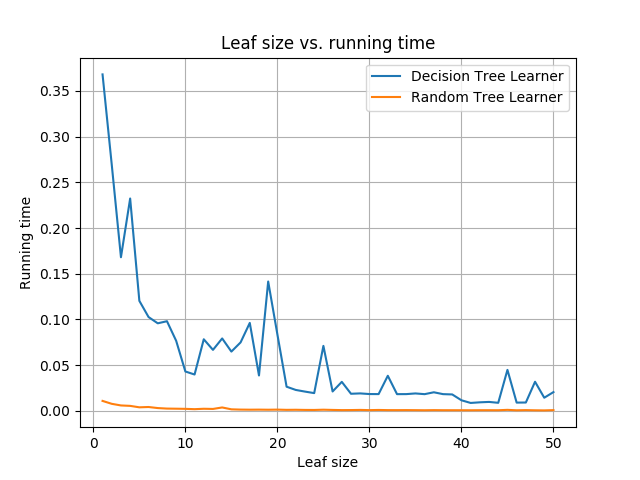 Leaf size vs. running time
Decision Tree Learner
Random Tree Learner
0.35
0.30
0.25
0.20
0.15
0.10
0.05
0.00
Running time
0 10 20 30 40 50
Leaf size